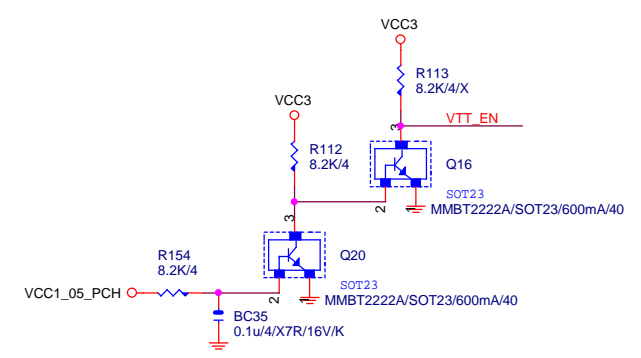 VCC3
R113
8.2K/4/X
VTT_EN
3
VCC3
R112
8.2K/4
Q16
2
1
SOT23
MMBT2222A/SOT23/600mA/40
3
R154
8.2K/4
Q20
VCC1_05_PCH
2
1
SOT23
MMBT2222A/SOT23/600mA/40
BC35
0.1u/4/X7R/16V/K